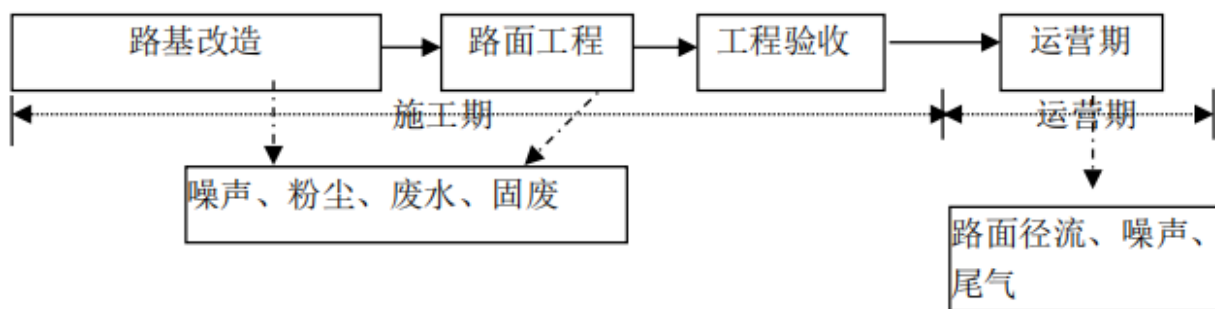 路基改造
路面工程
工程验收
运营期
施工期
运营期
噪声、粉尘、废水、固废
路面径流、噪声、
尾气